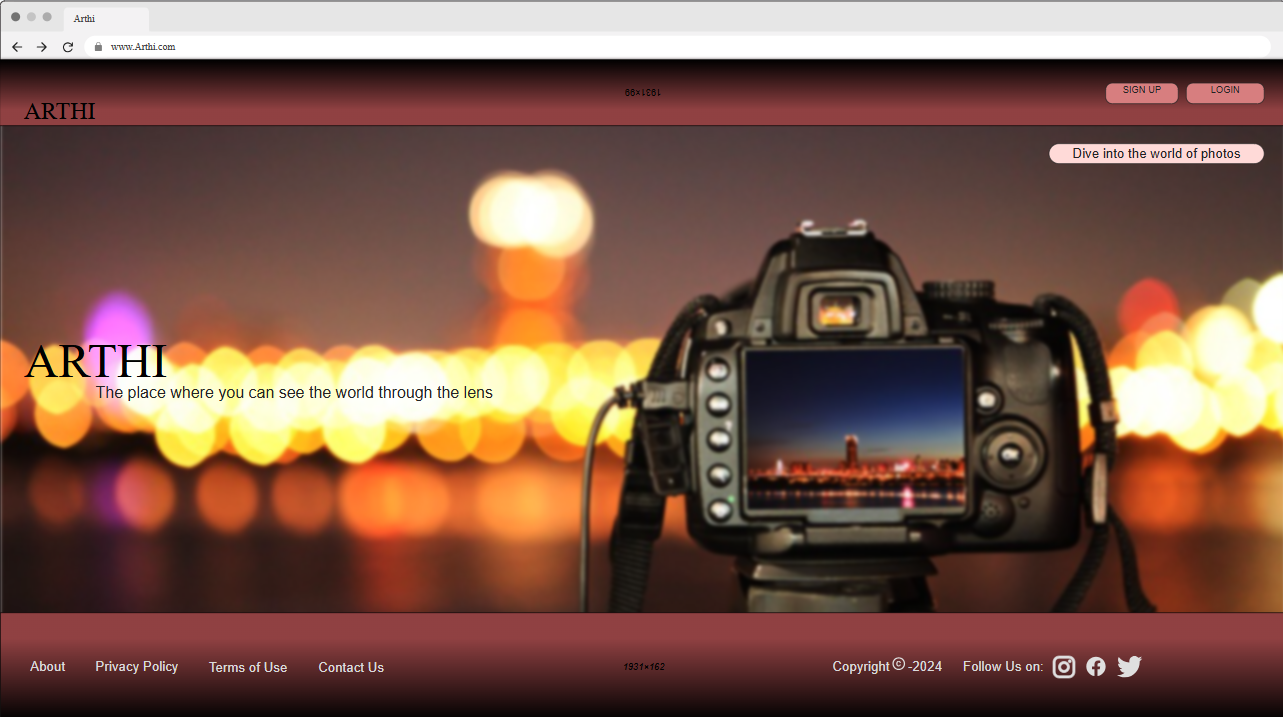 Arthi
www.Arthi.com
1931×99
SIGN UP
LOGIN
ARTHI
Dive into the world of photos
ARTHI
The place where you can see the world through the lens
OK
About
Privacy Policy
Terms of Use
Contact Us
1931×162
Copyright © -2024
Follow Us on: